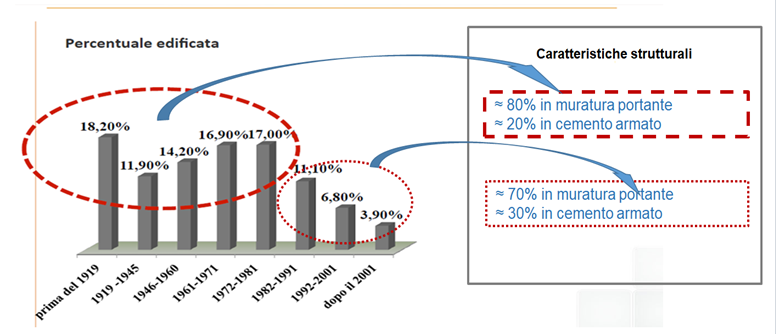 Percentuale edificata
18,20%
11,90%
14,20%
16,90%
17,00%
11,10%
6,80%
3,90%
prima del 1919
1919 -1945
1946-1960
1961-1971
1972-1981
1982-1991
1992-2001
dopo il 2001
Caratteristiche strutturali
≈ 80% in muratura portante
≈ 20% in cemento armato
≈ 70% in muratura portante
≈ 30% in cemento armato